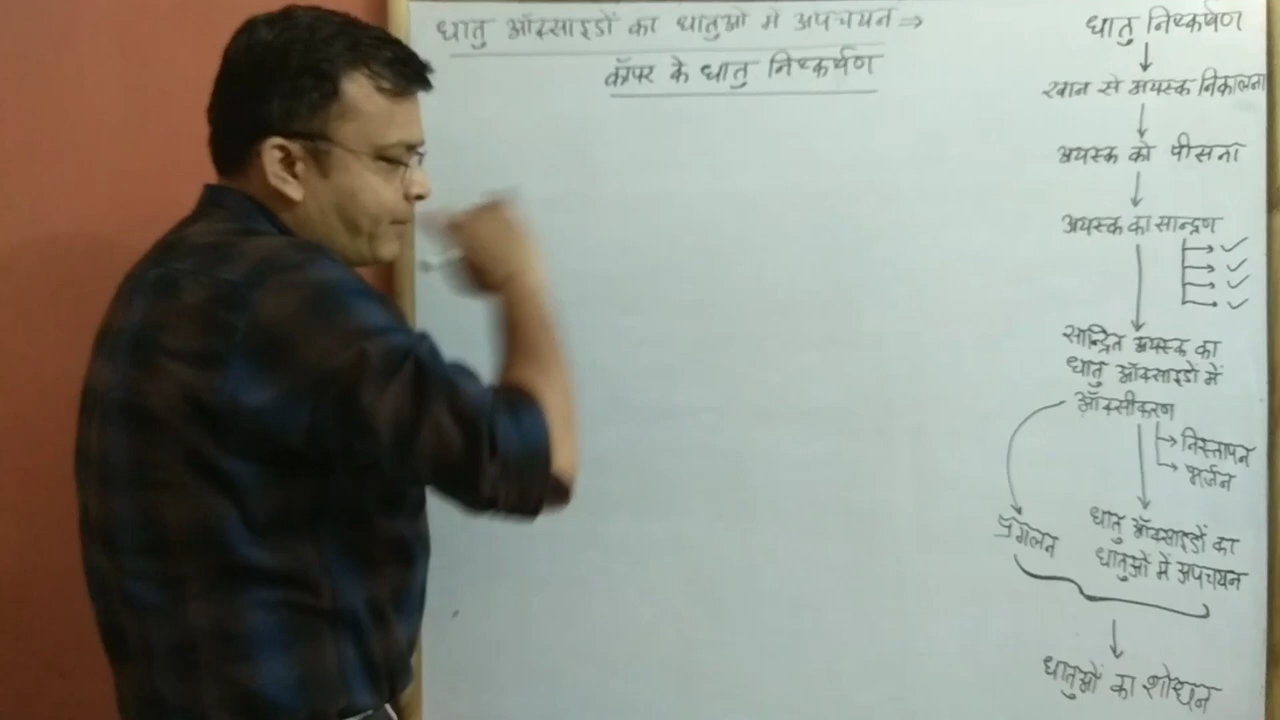 धातु ऑक्साइडों का धातुओं में अपचयन ⇒
कॉपर के धातु निष्कर्षण
धातु निष्कर्षण
खान से अयस्क निकालना
अयस्क को पीसना
अयस्क का सान्द्रण
सान्द्रित अयस्क का
धातु ऑक्साइडों में
ऑक्सीकरण
निस्तापन
भर्जन
प्रगलन
धातु ऑक्साइडों का
धातुओं में अपचयन
धातुओं का शोधन